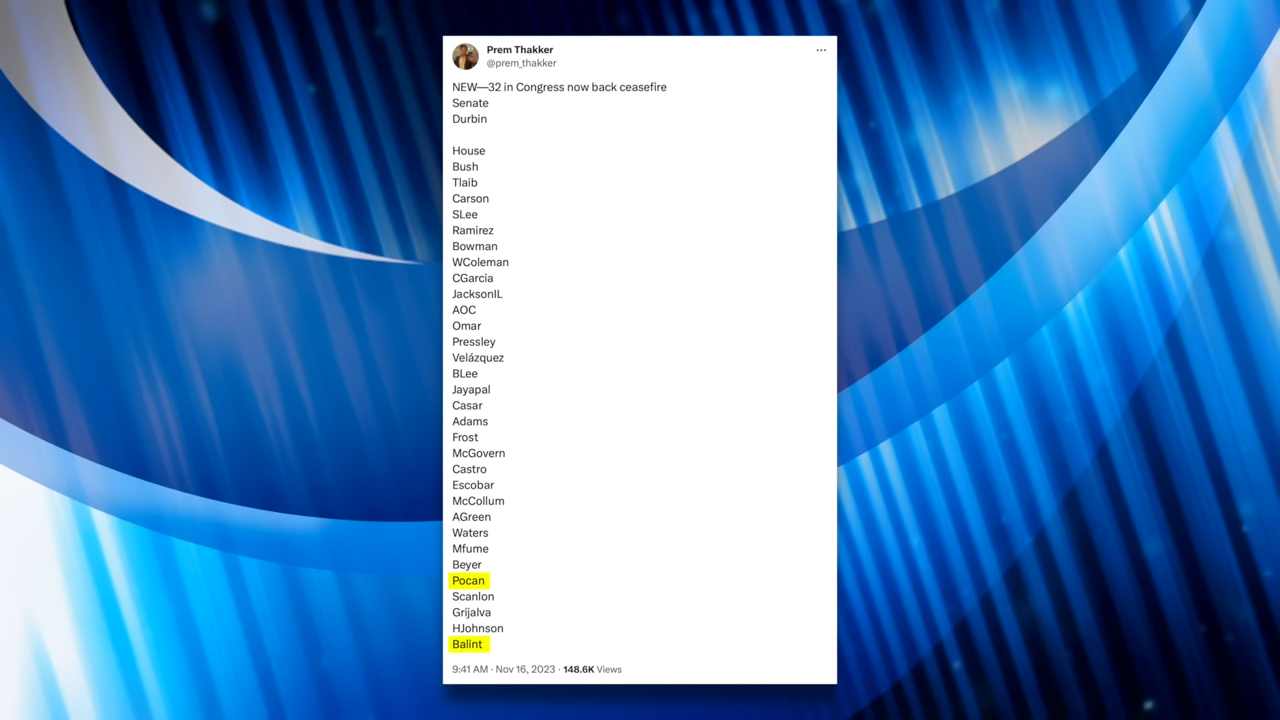 Prem Thakker
@prem_thakker
NEW—32 in Congress now back ceasefire
Senate
Durbin
House
Bush
Tlaib
Carson
SLee
Ramirez
Bowman
WColeman
CGarcia
JacksonIL
AOC
Omar
Pressley
Velázquez
BLee
Jayapal
Casar
Adams
Frost
McGovern
Castro
Escobar
McCollum
AGreen
Waters
Mfume
Beyer
Pocan
Scanlon
Grijalva
HJohnson
Balint
9:41 AM · Nov 16, 2023 · 148.6K Views